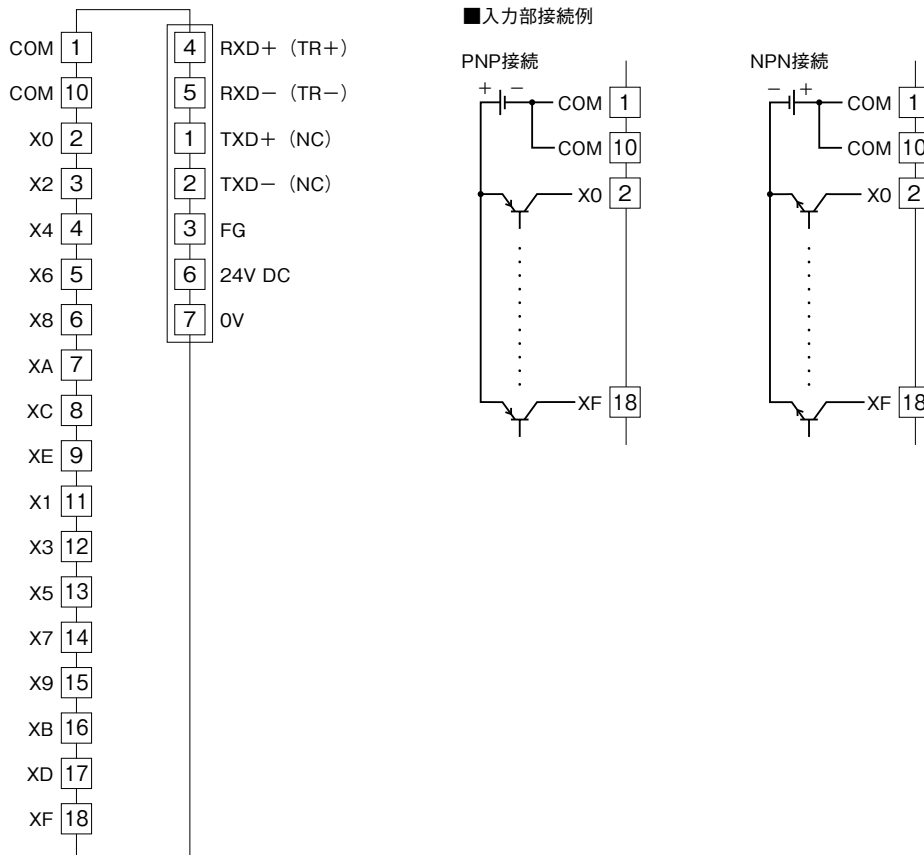 COM 1
COM 10
X0 2
X2 3
X4 4
X6 5
X8 6
XA 7
XC 8
XE 9
X1 11
X3 12
X5 13
X7 14
X9 15
XB 16
XD 17
XF 18
4 RXD+（TR+）
5 RXD−（TR−）
1 TXD+（NC）
2 TXD−（NC）
3 FG
6 24V DC
7 0V
■入力部接続例
PNP接続
+ −
COM 1
COM 10
X0 2
XF 18
NPN接続
− +
COM 1
COM 10
X0 2
XF 18